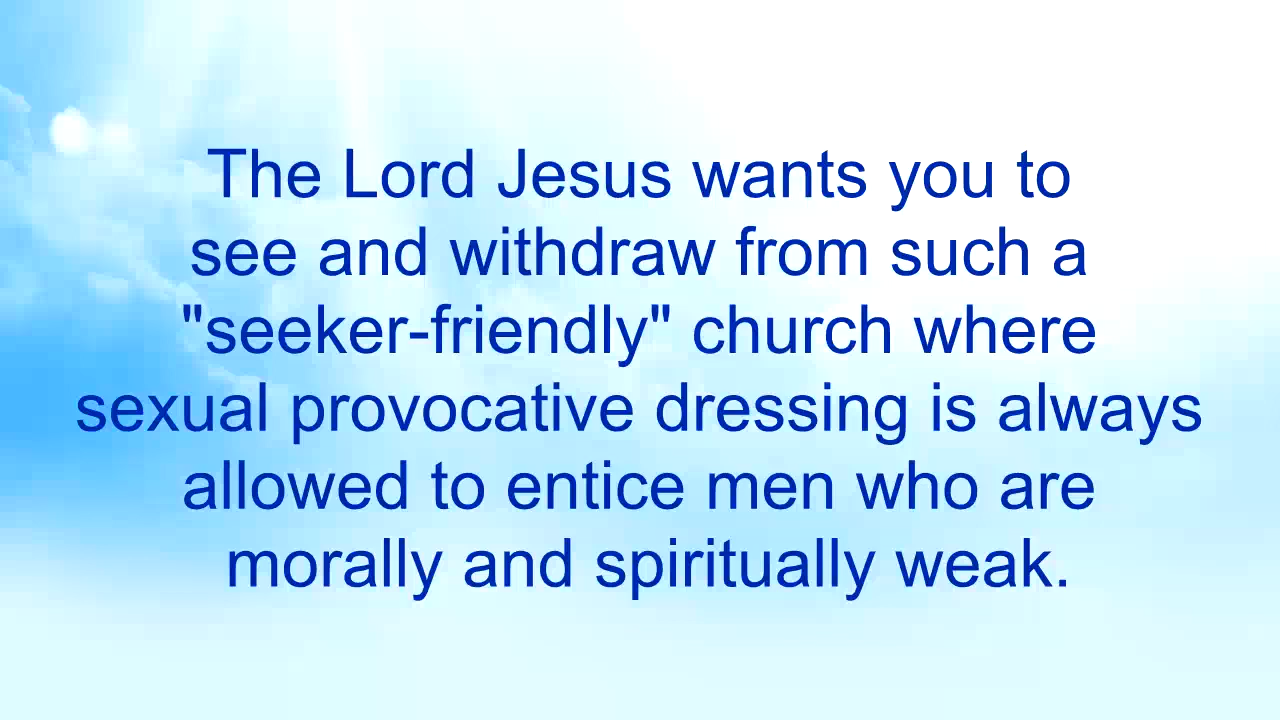 The Lord Jesus wants you to
see and withdraw from such a
"seeker-friendly" church where
sexual provocative dressing is always
allowed to entice men who are
morally and spiritually weak.